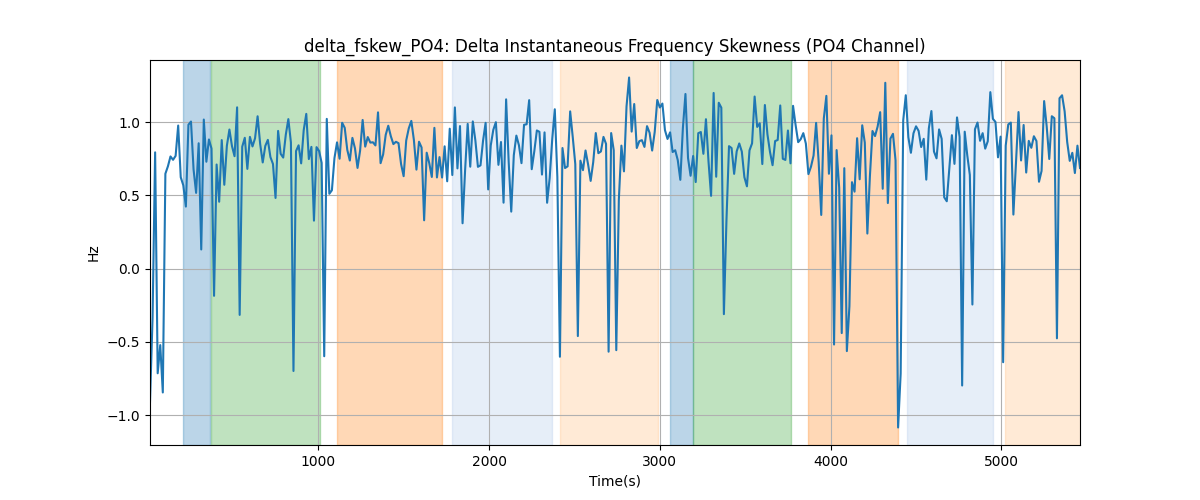 delta_fskew_PO4: Delta Instantaneous Frequency Skewness (PO4 Channel)
1.0
0.5
0.0
−0.5
−1.0
Hz
1000 2000 3000 4000 5000
Time(s)